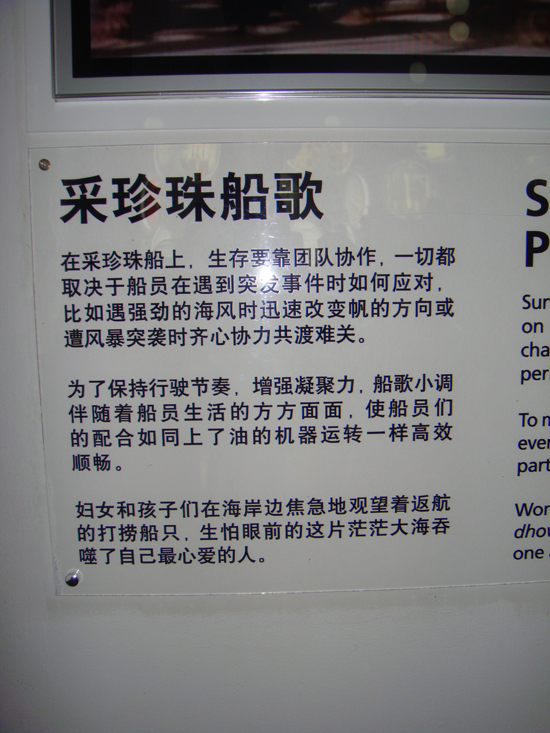 采珍珠船歌
在采珍珠船上，生存要靠团队协作，一切都
取决于船员在遇到突发事件时如何应对，
比如遇强劲的海风时迅速改变帆的方向或
遭风暴突袭时齐心协力共渡难关。
为了保持行驶节奏，增强凝聚力，船歌小调
伴随着船员生活的方方面面，使船员们
的配合如同上了油的机器运转一样高效
顺畅。
妇女和孩子们在海岸边焦急地观望着返航
的打捞船只，生怕眼前的这片茫茫大海吞
噬了自己最心爱的人。
S
P
Sun
on
cha
per
To m
ever
part
Wor
dhow
one